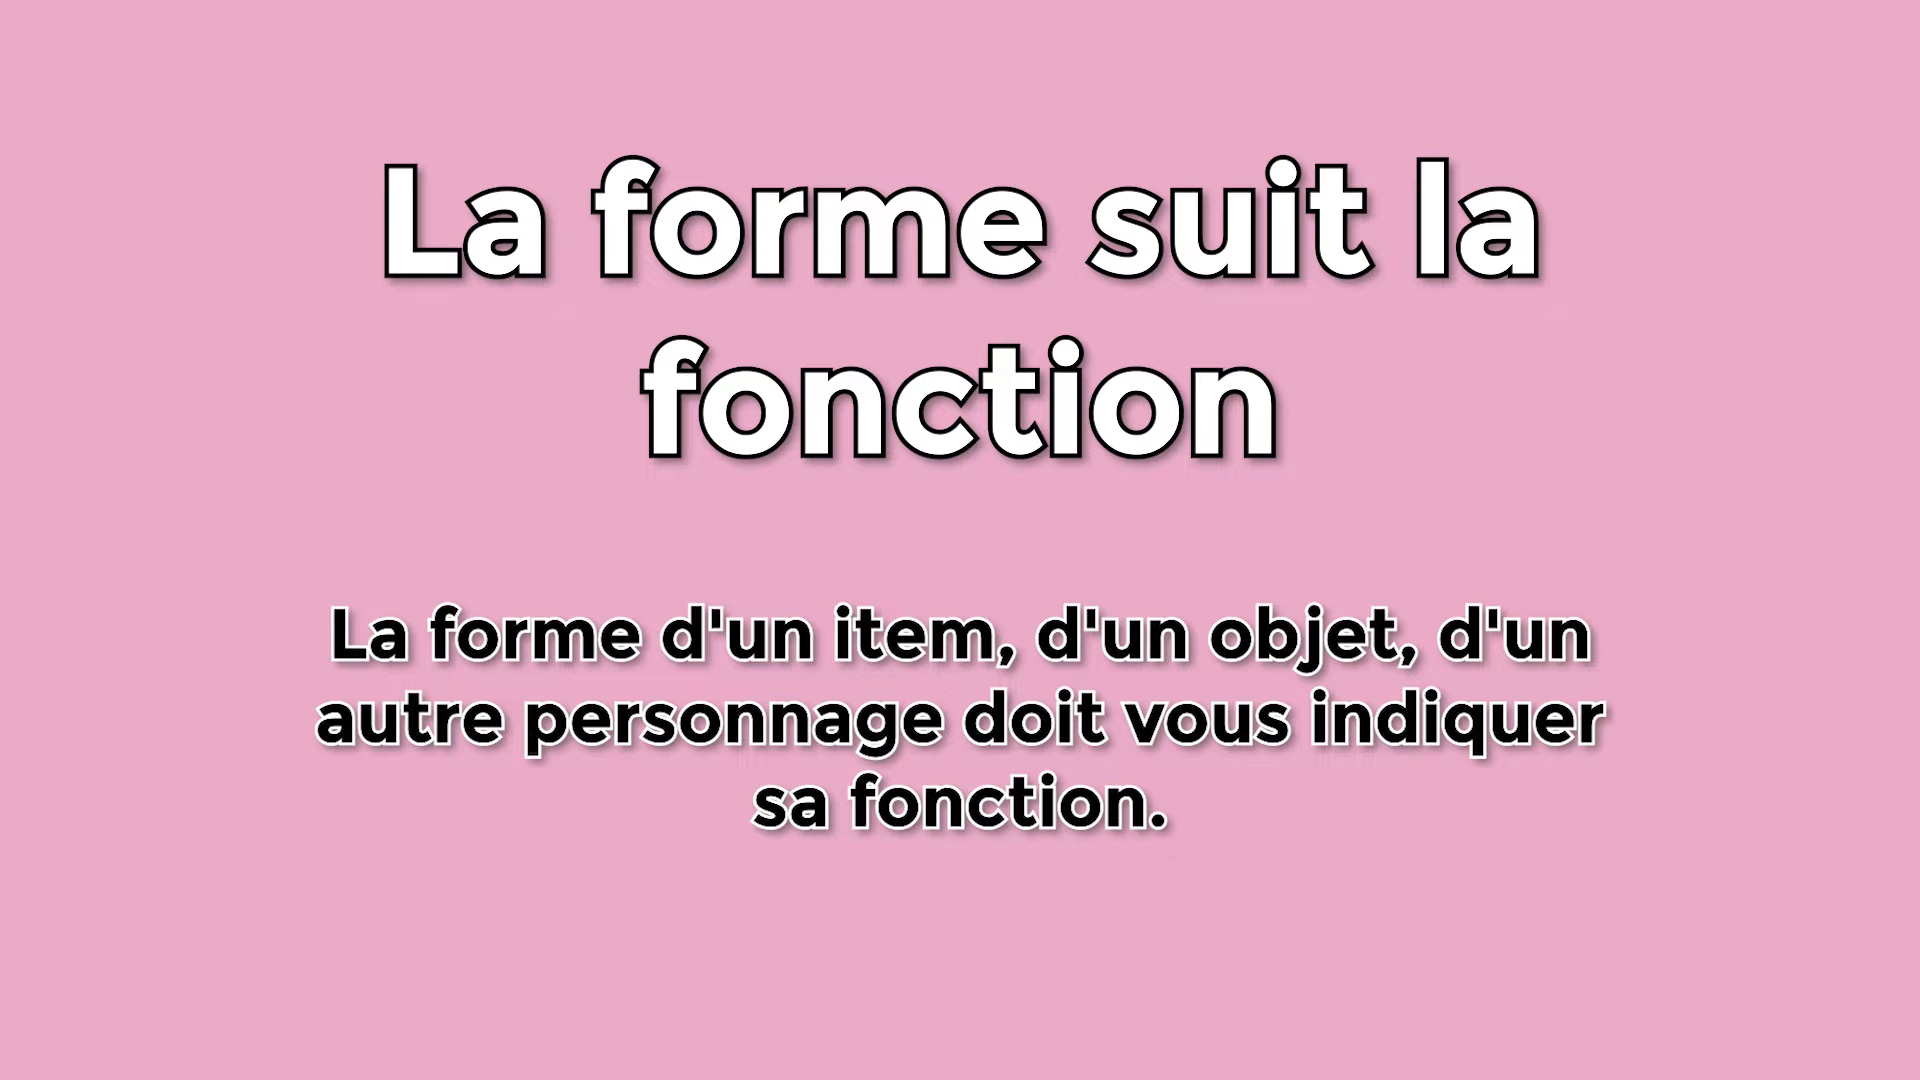 La forme suit la
fonction
La forme d'un item, d'un objet, d'un
autre personnage doit vous indiquer
sa fonction.